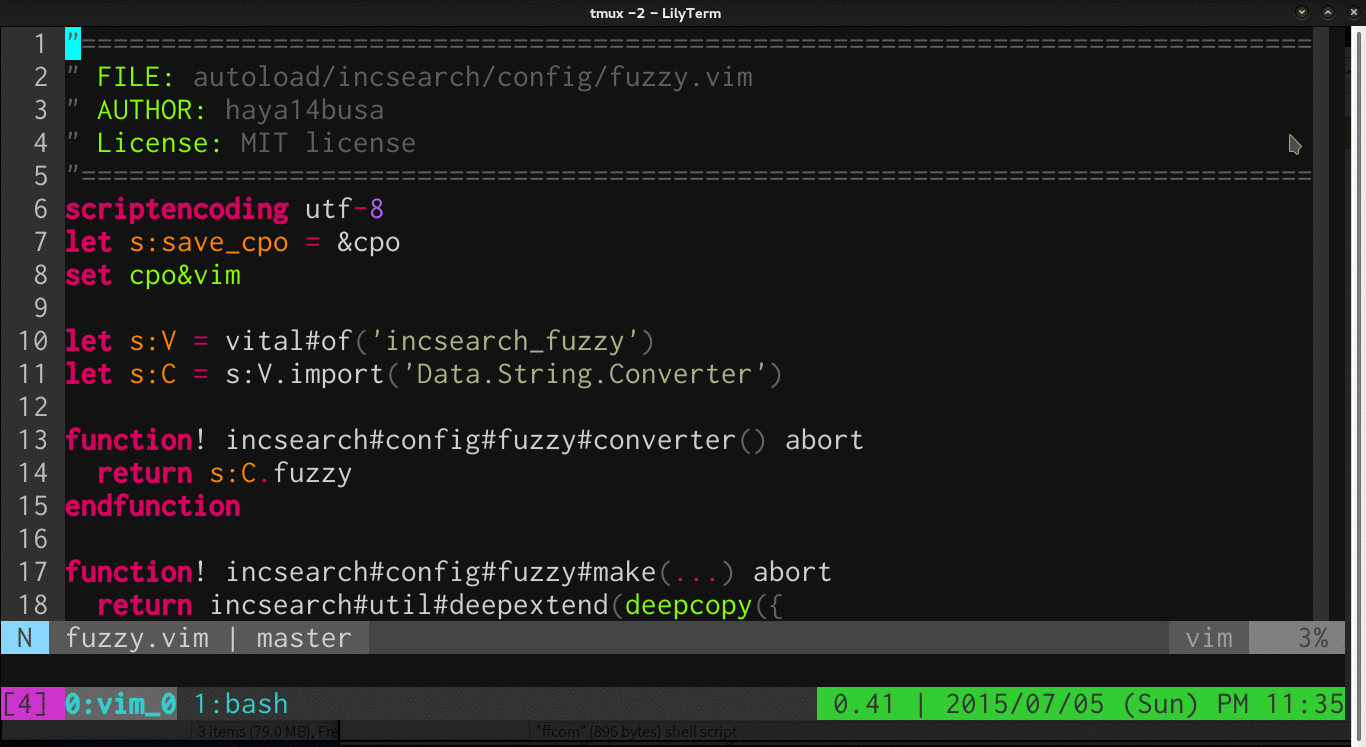 tmux -2 - LilyTerm
1 "==============================================================================
2 " FILE: autoload/incsearch/config/fuzzy.vim
3 " AUTHOR: haya14busa
4 " License: MIT license
5 "==============================================================================
6 scriptencoding utf-8
7 let s:save_cpo = &cpo
8 set cpo&vim
9
10 let s:V = vital#of('incsearch_fuzzy')
11 let s:C = s:V.import('Data.String.Converter')
12
13 function! incsearch#config#fuzzy#converter() abort
14   return s:C.fuzzy
15 endfunction
16
17 function! incsearch#config#fuzzy#make(...) abort
18   return incsearch#util#deepextend(deepcopy({
N fuzzy.vim | master vim 3%
[4] 0:vim_0 1:bash 0.41 | 2015/07/05 (Sun) PM 11:35
3 items (79.0 MB), Fre "ffcom" (896 bytes) shell script